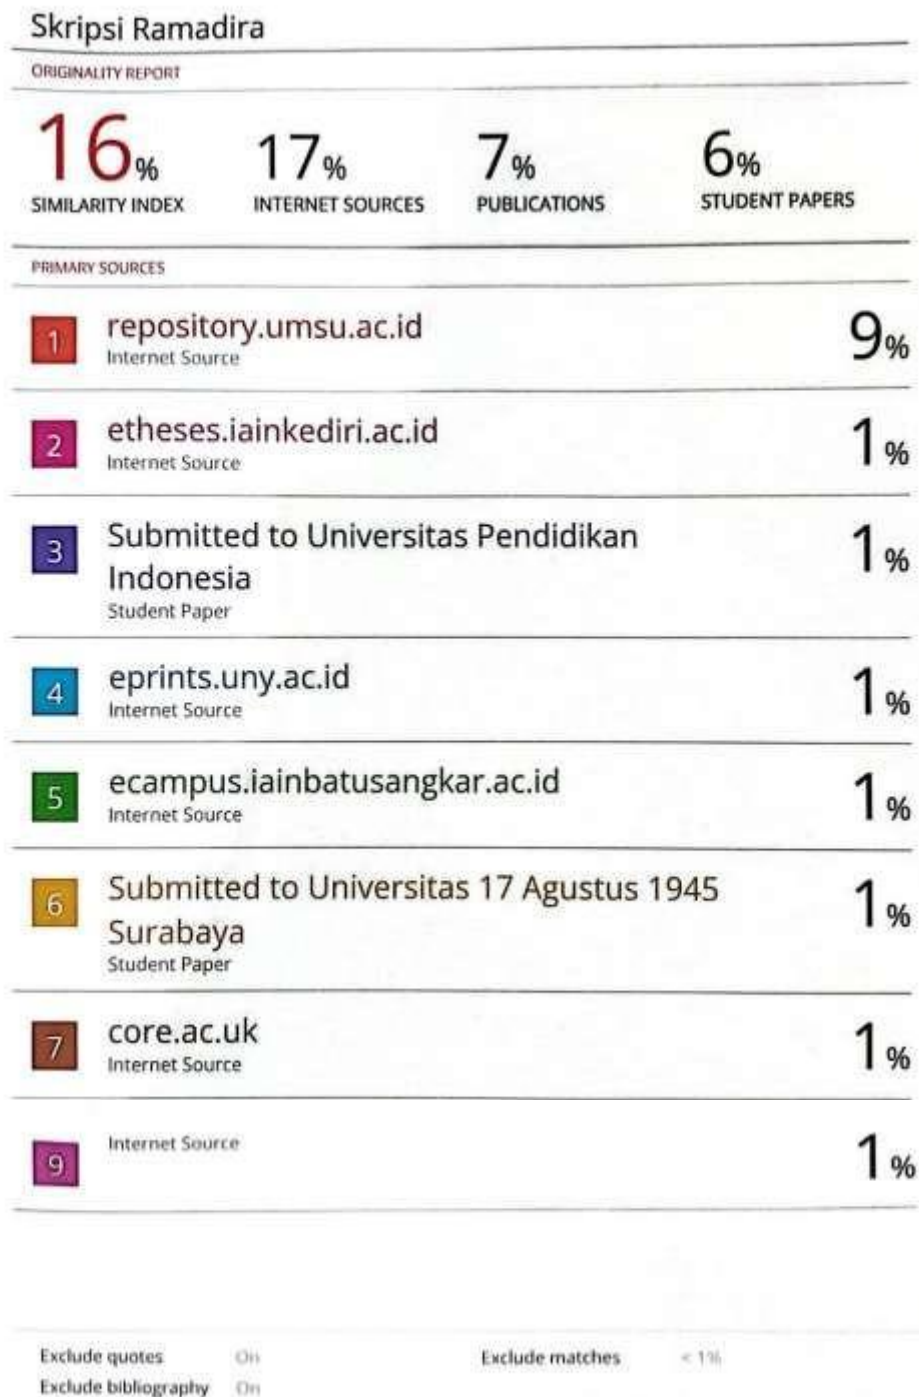 Skripsi Ramadira
ORIGINALITY REPORT
16%
SIMILARITY INDEX
17%
INTERNET SOURCES
7%
PUBLICATIONS
6%
STUDENT PAPERS
PRIMARY SOURCES
1
repository.umsu.ac.id
Internet Source
9%
2
etheses.iainkediri.ac.id
Internet Source
1%
3
Submitted to Universitas Pendidikan
Indonesia
Student Paper
1%
4
eprints.uny.ac.id
Internet Source
1%
5
ecampus.iainbatusangkar.ac.id
Internet Source
1%
6
Submitted to Universitas 17 Agustus 1945
Surabaya
Student Paper
1%
7
core.ac.uk
Internet Source
1%
9
Internet Source
1%
Exclude quotes On
Exclude matches < 1%
Exclude bibliography On